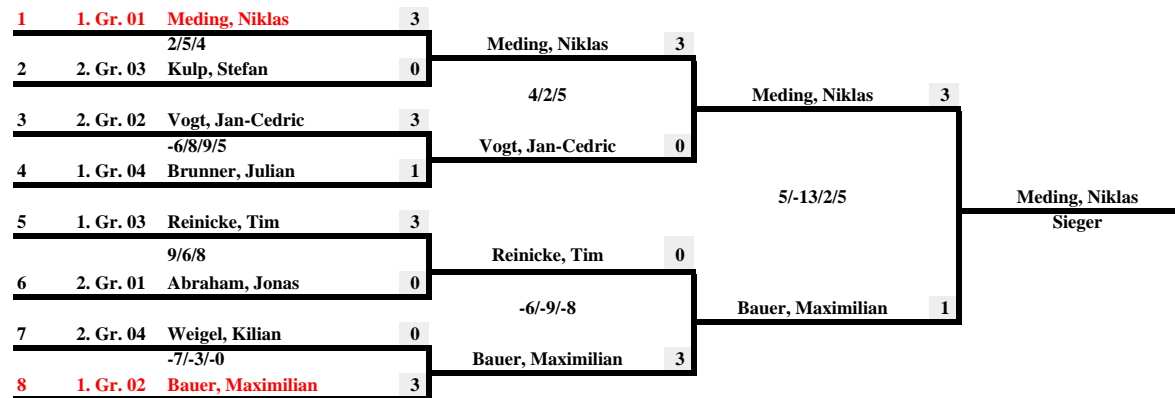 1 1. Gr. 01 Meding, Niklas 3
2/5/4 Meding, Niklas 3
2 2. Gr. 03 Kulp, Stefan 0
4/2/5 Meding, Niklas 3
3 2. Gr. 02 Vogt, Jan-Cedric 3
-6/8/9/5 Vogt, Jan-Cedric 0
4 1. Gr. 04 Brunner, Julian 1
5/-13/2/5 Meding, Niklas
5 1. Gr. 03 Reinicke, Tim 3 Sieger
9/6/8 Reinicke, Tim 0
6 2. Gr. 01 Abraham, Jonas 0
-6/-9/-8 Bauer, Maximilian 1
7 2. Gr. 04 Weigel, Kilian 0
-7/-3/-0 Bauer, Maximilian 3
8 1. Gr. 02 Bauer, Maximilian 3